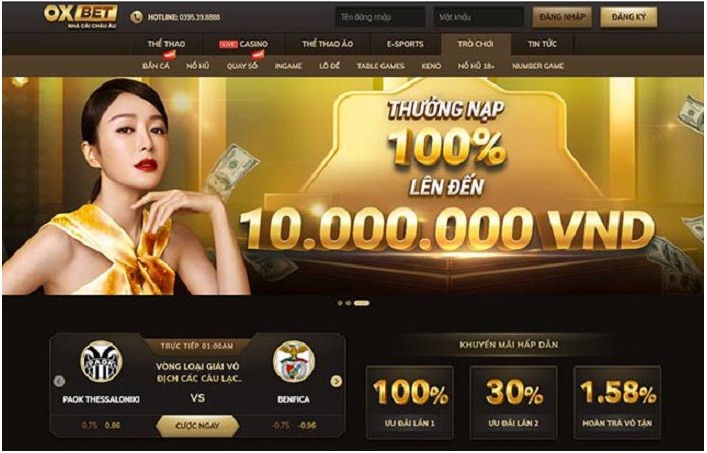 OXBET
NHÀ CÁI CHÂU ÂU
HOTLINE: 0395.39.8888
Tên đăng nhập
Mật khẩu
ĐĂNG NHẬP
ĐĂNG KÝ
THỂ THAO
LIVE CASINO
THỂ THAO ẢO
E-SPORTS
TRÒ CHƠI
TIN TỨC
BẮN CÁ
NỔ HŨ
QUAY SỐ
INGAME
LÔ ĐỀ
TABLE GAMES
KENO
NỔ HŨ 18+
NUMBER GAME
THƯỞNG NẠP
100%
LÊN ĐẾN
10.000.000 VND
TRỰC TIẾP 01:00AM
VÒNG LOẠI GIẢI VÔ
ĐỊCH CÁC CÂU LẠC...
PAOK THESSALONIKI
VS
BENFICA
0.75 0.86
CƯỢC NGAY
-0.75 -0.96
KHUYẾN MÃI HẤP DẪN
100%
ƯU ĐÃI LẦN 1
30%
ƯU ĐÃI LẦN 2
1.58%
HOÀN TRẢ VÔ TẬN